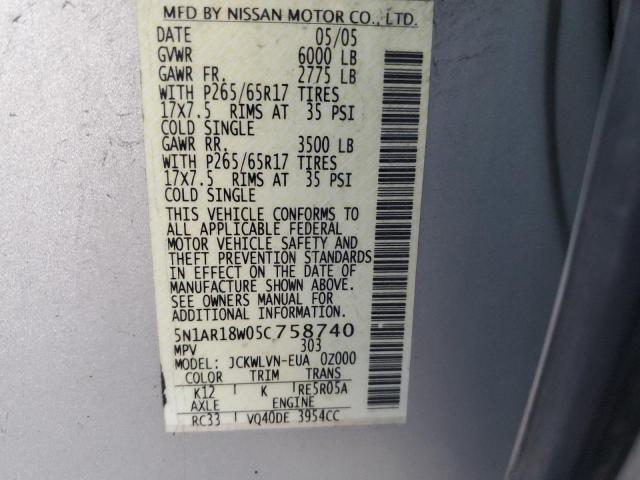 MFD BY NISSAN MOTOR CO., LTD.
DATE 05/05
GVWR 6000 LB
GAWR FR. 2775 LB
WITH P265/65R17 TIRES
17X7.5 RIMS AT 35 PSI
COLD SINGLE
GAWR RR. 3500 LB
WITH P265/65R17 TIRES
17X7.5 RIMS AT 35 PSI
COLD SINGLE
THIS VEHICLE CONFORMS TO
ALL APPLICABLE FEDERAL
MOTOR VEHICLE SAFETY AND
THEFT PREVENTION STANDARDS
IN EFFECT ON THE DATE OF
MANUFACTURE SHOWN ABOVE.
SEE OWNERS MANUAL FOR
ADDITIONAL INFORMATION.
5N1AR18W05C758740
MPV 303
MODEL: JCKWLVN-EUA 0Z000
COLOR TRIM TRANS
K12 K RE5R05A
AXLE ENGINE
RC33 VQ40DE 3954CC